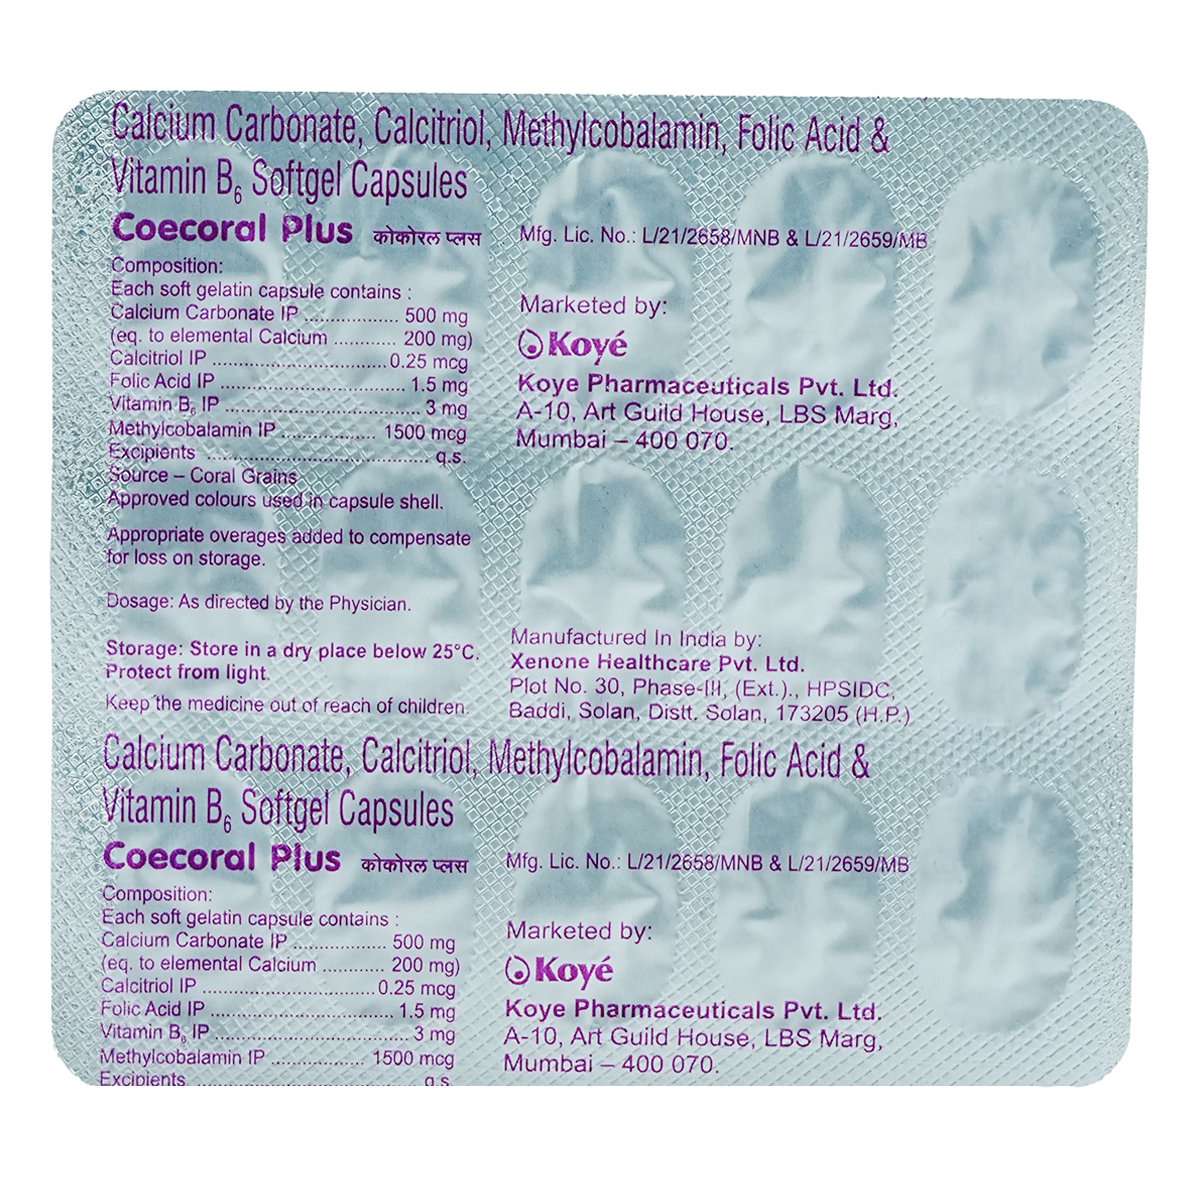 Calcium Carbonate, Calcitriol, Methylcobalamin, Folic Acid &
Vitamin B6 Softgel Capsules
Coecoral Plus कोकोरल प्लस
Composition:
Each soft gelatin capsule contains :
Calcium Carbonate IP .................. 500 mg
(eq. to elemental Calcium ............ 200 mg)
Calcitriol IP .................................. 0.25 mcg
Folic Acid IP ................................... 1.5 mg
Vitamin B6 IP ..................................... 3 mg
Methylcobalamin IP .................. 1500 mcg
Excipients .......................................... q.s.
Source – Coral Grains
Approved colours used in capsule shell.
Appropriate overages added to compensate
for loss on storage.
Dosage: As directed by the Physician.
Storage: Store in a dry place below 25°C.
Protect from light.
Keep the medicine out of reach of children.
Mfg. Lic. No.: L/21/2658/MNB & L/21/2659/MB
Marketed by:
Koyé
Koye Pharmaceuticals Pvt. Ltd.
A-10, Art Guild House, LBS Marg,
Mumbai – 400 070.
Manufactured In India by:
Xenone Healthcare Pvt. Ltd.
Plot No. 30, Phase-III, (Ext.)., HPSIDC,
Baddi, Solan, Distt. Solan, 173205 (H.P.)
Calcium Carbonate, Calcitriol, Methylcobalamin, Folic Acid &
Vitamin B6 Softgel Capsules
Coecoral Plus कोकोरल प्लस
Composition:
Each soft gelatin capsule contains :
Calcium Carbonate IP .................. 500 mg
(eq. to elemental Calcium ............ 200 mg)
Calcitriol IP .................................. 0.25 mcg
Folic Acid IP ................................... 1.5 mg
Vitamin B6 IP ..................................... 3 mg
Methylcobalamin IP .................. 1500 mcg
Excipients .......................................... q.s.
Mfg. Lic. No.: L/21/2658/MNB & L/21/2659/MB
Marketed by:
Koyé
Koye Pharmaceuticals Pvt. Ltd.
A-10, Art Guild House, LBS Marg,
Mumbai – 400 070.